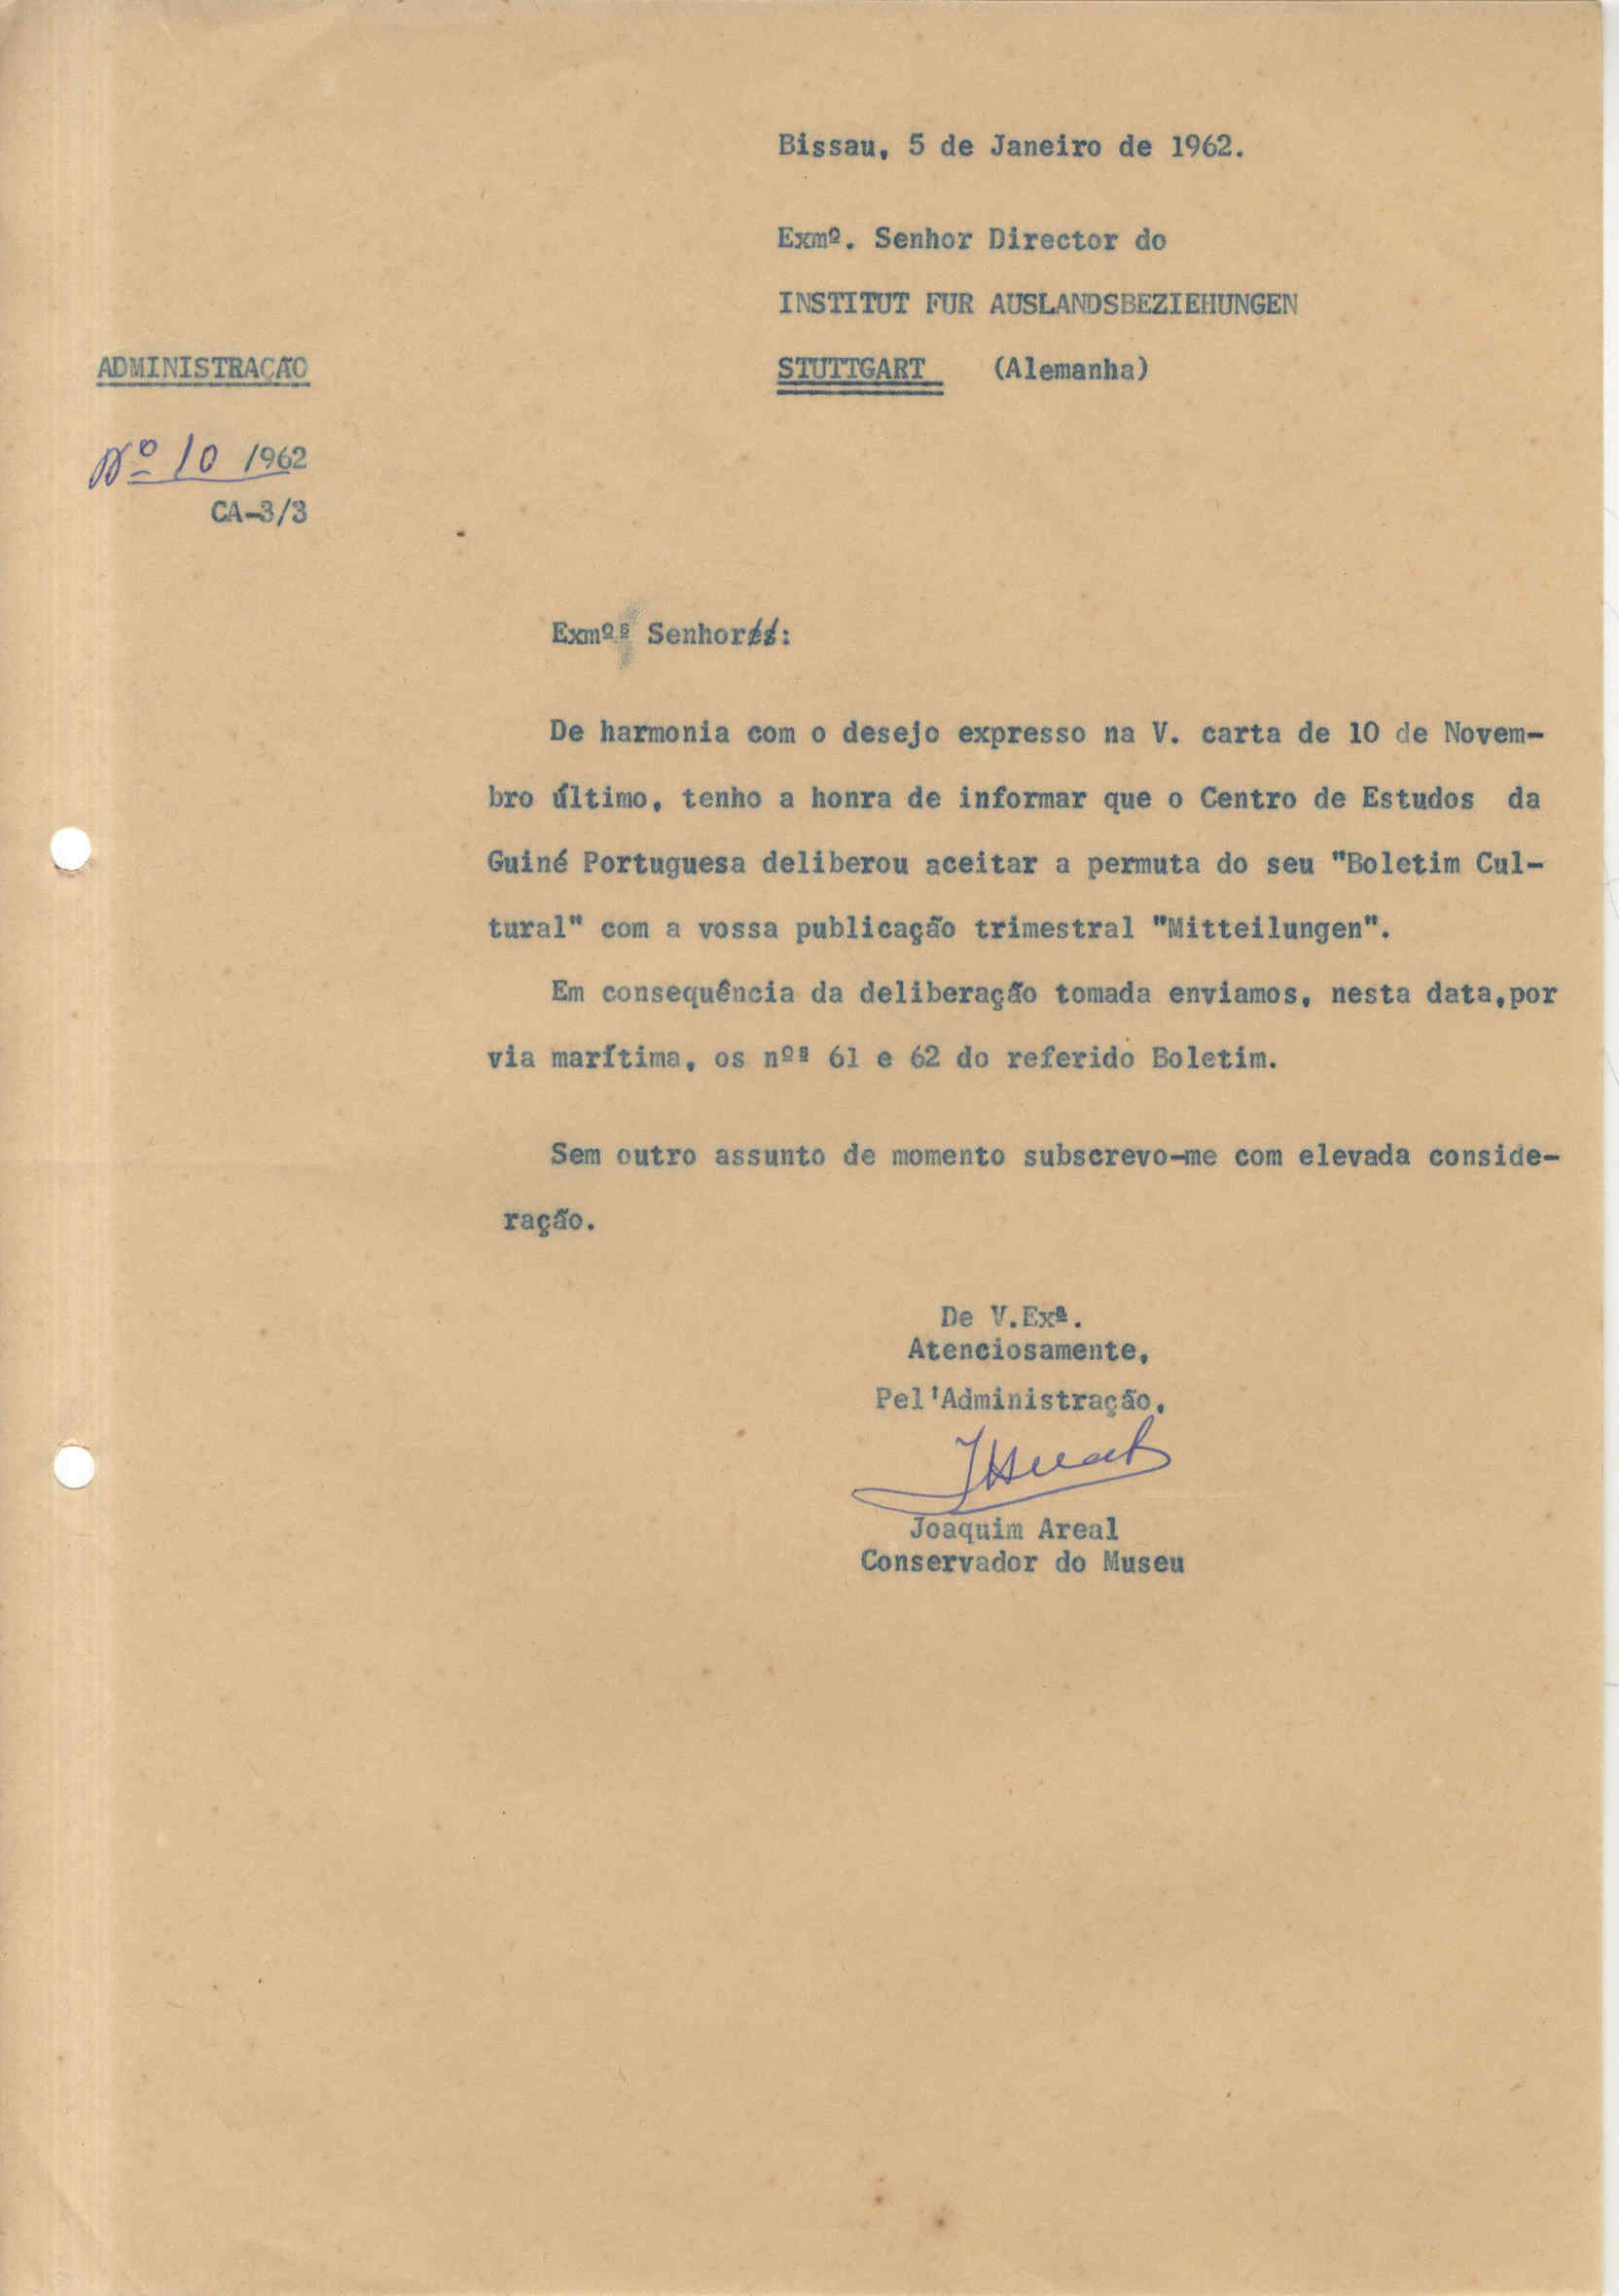 Bissau, 5 de Janeiro de 1962.
Exmº. Senhor Director do
INSTITUT FUR AUSLANDSBEZIEHUNGEN
STUTTGART (Alemanha)
ADMINISTRAÇÃO
Nº 10 /962
CA-3/3
Exmº Senhor:
De harmonia com o desejo expresso na V. carta de 10 de Novem-
bro último, tenho a honra de informar que o Centro de Estudos da
Guiné Portuguesa deliberou aceitar a permuta do seu "Boletim Cul-
tural" com a vossa publicação trimestral "Mitteilungen".
Em consequência da deliberação tomada enviamos, nesta data,por
via marítima, os nºs 61 e 62 do referido Boletim.
Sem outro assunto de momento subscrevo-me com elevada conside-
ração.
De V.Exª.
Atenciosamente,
Pel'Administração,
Joaquim Areal
Conservador do Museu